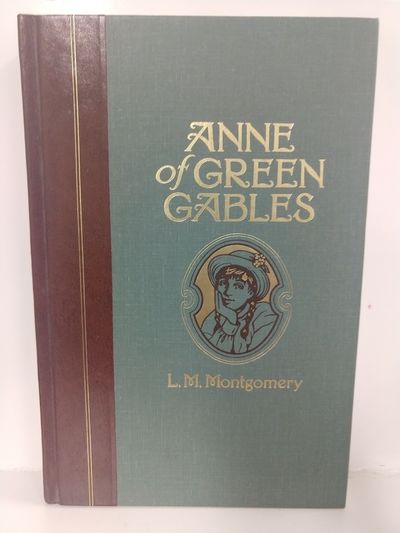 ANNE
of GREEN
GABLES
L. M. Montgomery